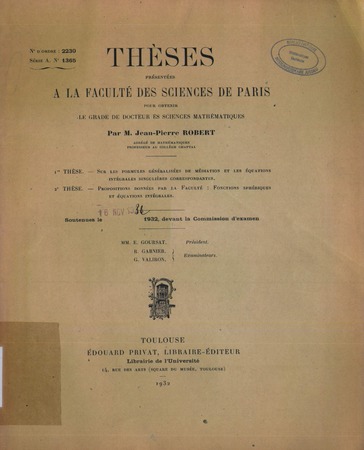 N° d'ordre : 2230
Série A. N° 1365
THÈSES
PRÉSENTÉES
A LA FACULTÉ DES SCIENCES DE PARIS
POUR OBTENIR
LE GRADE DE DOCTEUR ÈS SCIENCES MATHÉMATIQUES
Par M. Jean-Pierre ROBERT
AGRÉGÉ DE MATHÉMATIQUES
PROFESSEUR AU COLLÈGE CHAPTAL
1re THÈSE. — Sur les formules généralisées de médiation et les équations
intégrales singulières correspondantes.
2e THÈSE. — Propositions données par la Faculté : Fonctions sphériques
et équations intégrales.
16 NOV
Soutenues le 1932, devant la Commission d'examen
MM. E. GOURSAT, Président.
R. GARNIER,
G. VALIRON, Examinateurs.
TOULOUSE
ÉDOUARD PRIVAT, LIBRAIRE-ÉDITEUR
Librairie de l'Université
14, RUE DES ARTS (SQUARE DU MUSÉE, TOULOUSE)
1932